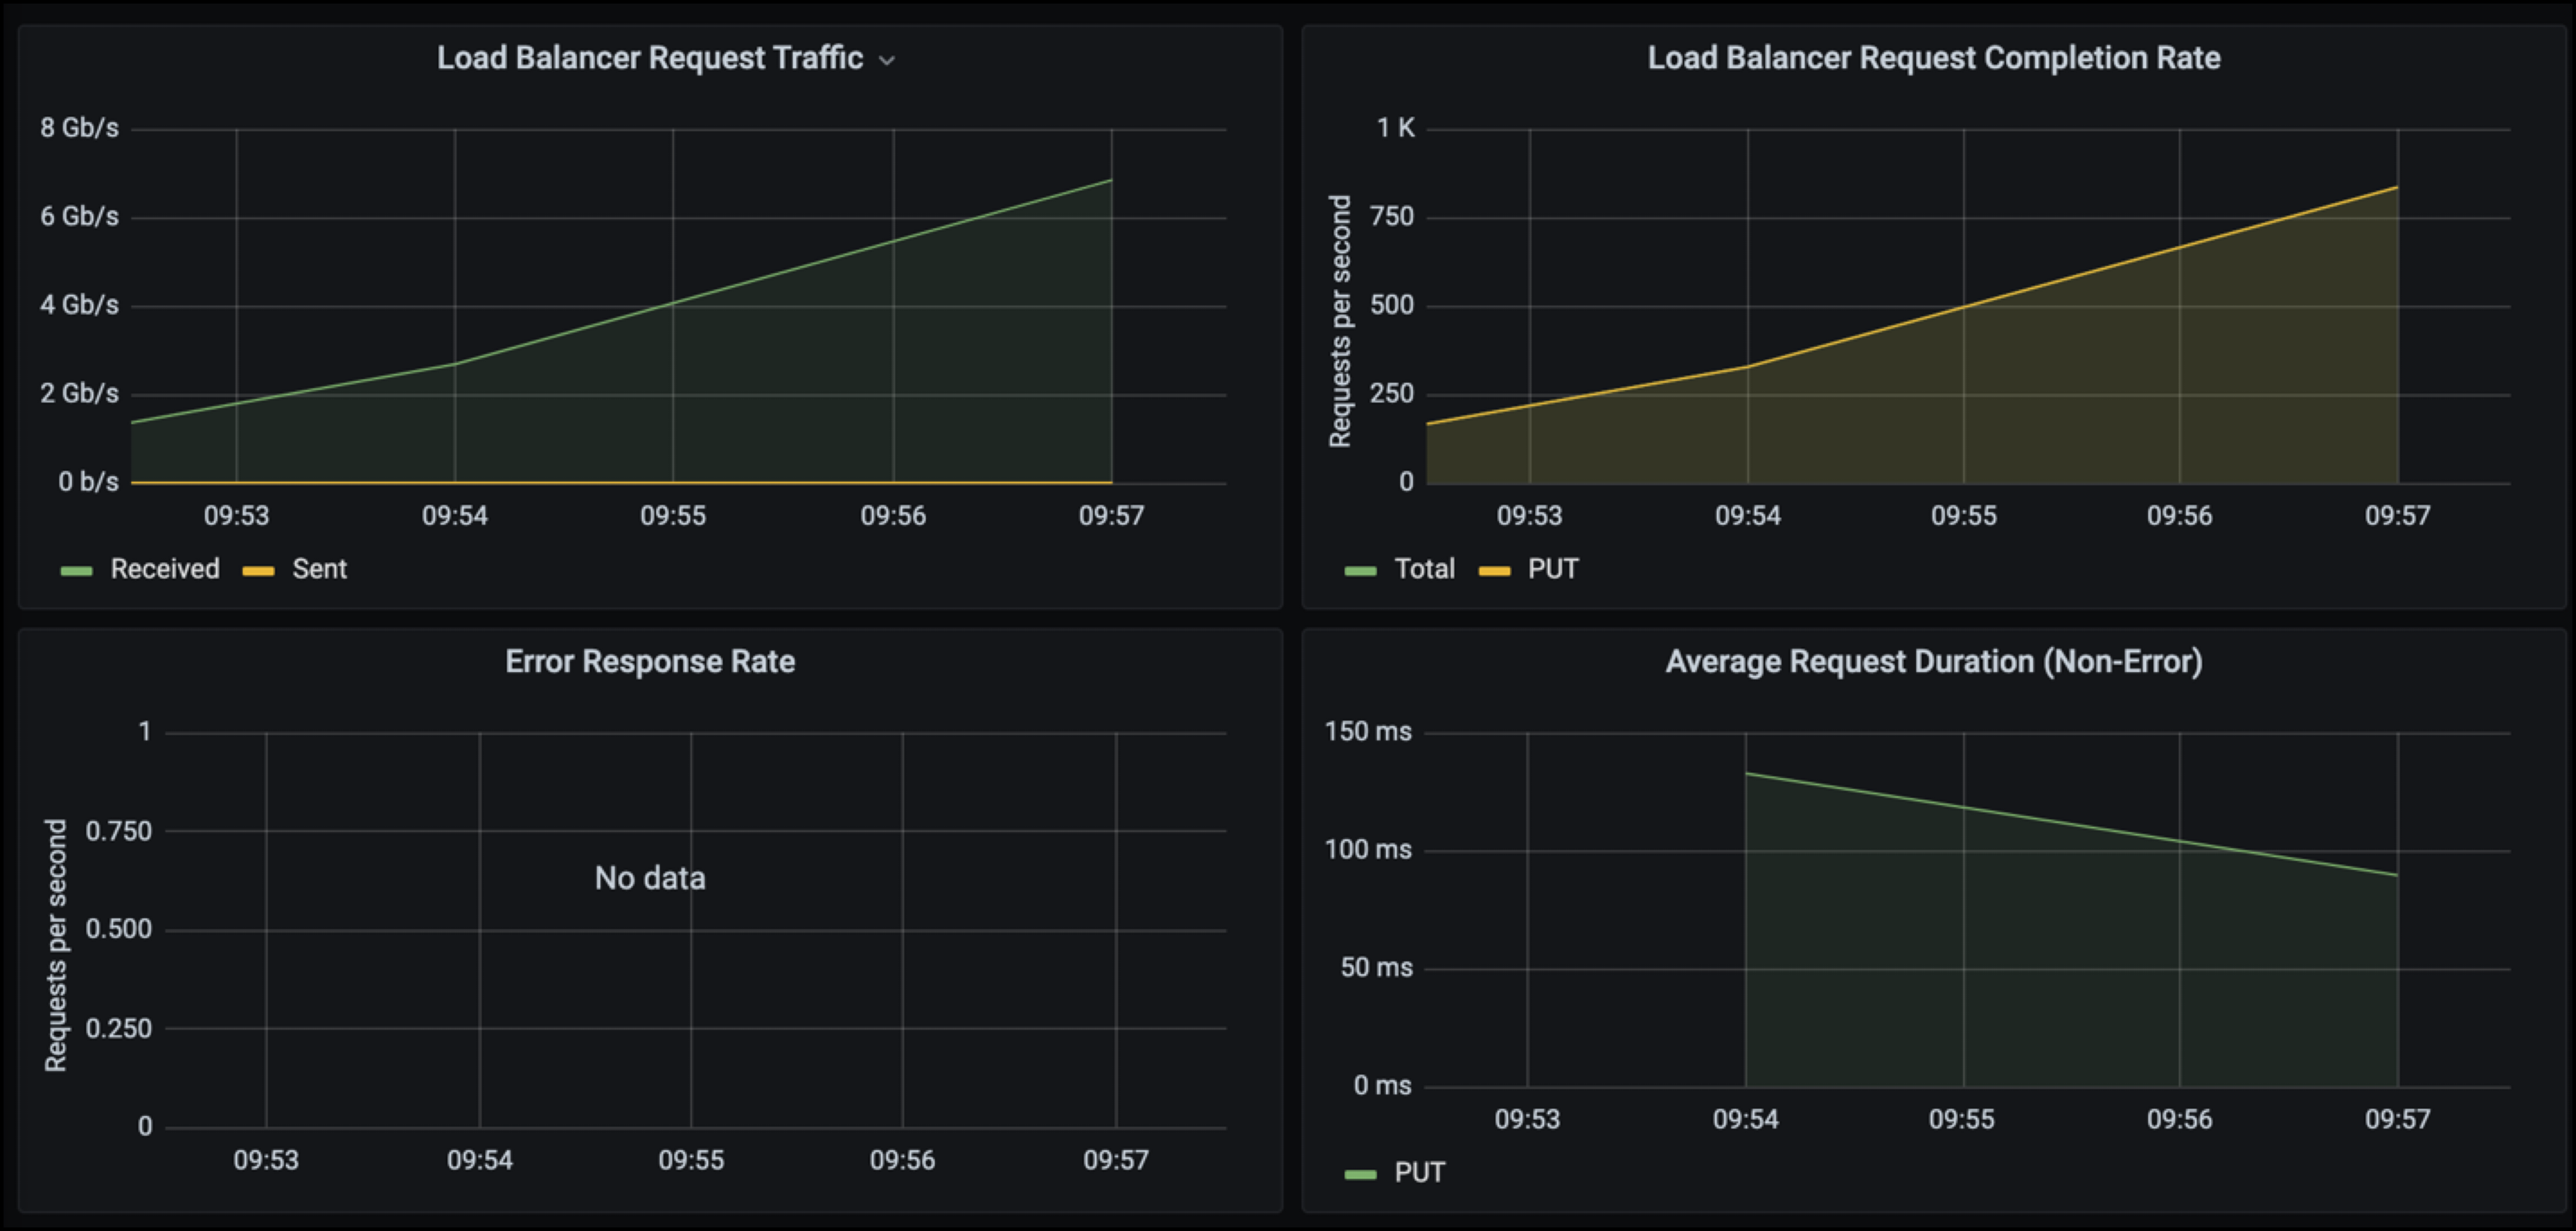 Load Balancer Request Traffic
8 Gb/s
6 Gb/s
4 Gb/s
2 Gb/s
0 b/s
09:53 09:54 09:55 09:56 09:57
Received Sent
Load Balancer Request Completion Rate
Requests per second
1 K
750
500
250
0
09:53 09:54 09:55 09:56 09:57
Total PUT
Error Response Rate
Requests per second
1
0.750
No data
0.500
0.250
0
09:53 09:54 09:55 09:56 09:57
Average Request Duration (Non-Error)
150 ms
100 ms
50 ms
0 ms
09:53 09:54 09:55 09:56 09:57
PUT